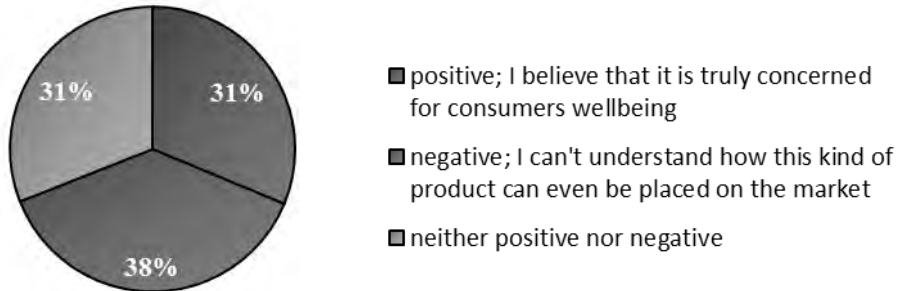 31%
31%
38%
positive; I believe that it is truly concerned
for consumers wellbeing
negative; I can't understand how this kind of
product can even be placed on the market
neither positive nor negative